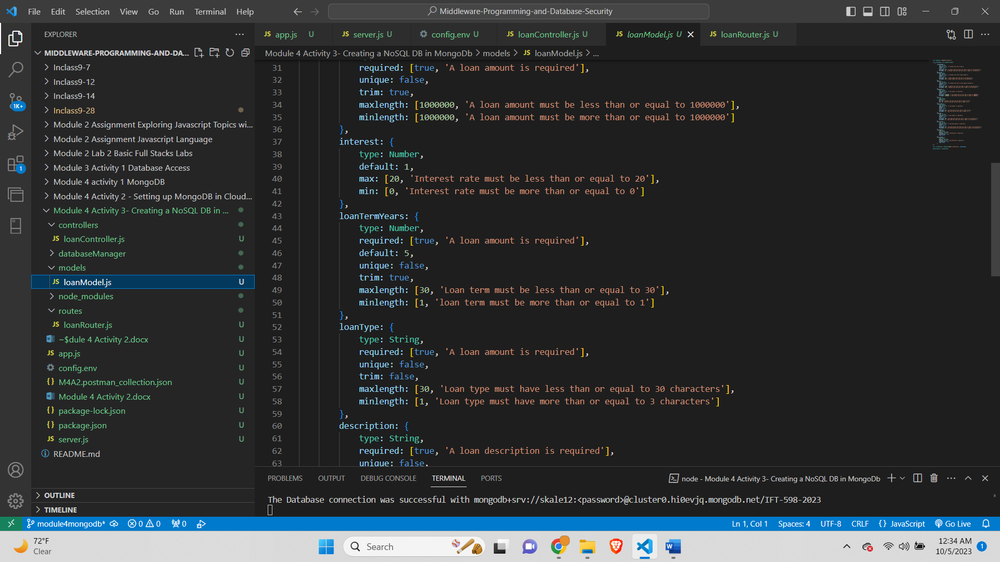 File Edit Selection View Go Run Terminal Help
Middleware-Programming-and-Database-Security
EXPLORER
MIDDLEWARE-PROGRAMMING-AND-DA...
Inclass9-7
Inclass9-12
Inclass9-14
Inclass9-28
Module 2 Assignment Exploring Javascript Topics wi...
Module 2 Assignment Javascript Language
Module 2 Lab 2 Basic Full Stacks Labs
Module 3 Activity 1 Database Access
Module 4 activity 1 MongoDB
Module 4 Activity 2 - Setting up MongoDB in Cloud...
Module 4 Activity 3- Creating a NoSQL DB in ...
controllers
JS loanController.js U
databaseManager
models
JS loanModel.js U
node_modules
routes
JS loanRouter.js U
~$dule 4 Activity 2.docx U
JS app.js U
config.env U
{} M4A2.postman_collection.json U
Module 4 Activity 2.docx U
{} package-lock.json U
{} package.json U
JS server.js U
README.md
OUTLINE
TIMELINE
1K+
1
JS app.js U JS server.js U config.env U JS loanController.js U JS loanModel.js U JS loanRouter.js U
Module 4 Activity 3- Creating a NoSQL DB in MongoDb > models > JS loanModel.js > ...
31 required: [true, 'A loan amount is required'],
32 unique: false,
33 trim: true,
34 maxlength: [1000000, 'A loan amount must be less than or equal to 1000000'],
35 minlength: [1000000, 'A loan amount must be more than or equal to 1000000']
36 },
37 interest: {
38 type: Number,
39 default: 1,
40 max: [20, 'Interest rate must be less than or equal to 20'],
41 min: [0, 'Interest rate must be more than or equal to 0']
42 },
43 loanTermYears: {
44 type: Number,
45 required: [true, 'A loan amount is required'],
46 default: 5,
47 unique: false,
48 trim: true,
49 maxlength: [30, 'Loan term must be less than or equal to 30'],
50 minlength: [1, 'loan term must be more than or equal to 1']
51 },
52 loanType: {
53 type: String,
54 required: [true, 'A loan amount is required'],
55 unique: false,
56 trim: false,
57 maxlength: [30, 'Loan type must have less than or equal to 30 characters'],
58 minlength: [1, 'Loan type must have more than or equal to 3 characters']
59 },
60 description: {
61 type: String,
62 required: [true, 'A loan description is required'],
63 unique: false,
PROBLEMS OUTPUT DEBUG CONSOLE TERMINAL PORTS
node - Module 4 Activity 3- Creating a NoSQL DB in MongoDb
The Database connection was successful with mongodb+srv://skale12:<password>@cluster0.hi0evjq.mongodb.net/IFT-598-2023
module4mongodb* 0 0 0
Ln 1, Col 1 Spaces: 4 UTF-8 CRLF {} JavaScript Go Live
72°F
Clear
Search
12:34 AM
10/5/2023
1